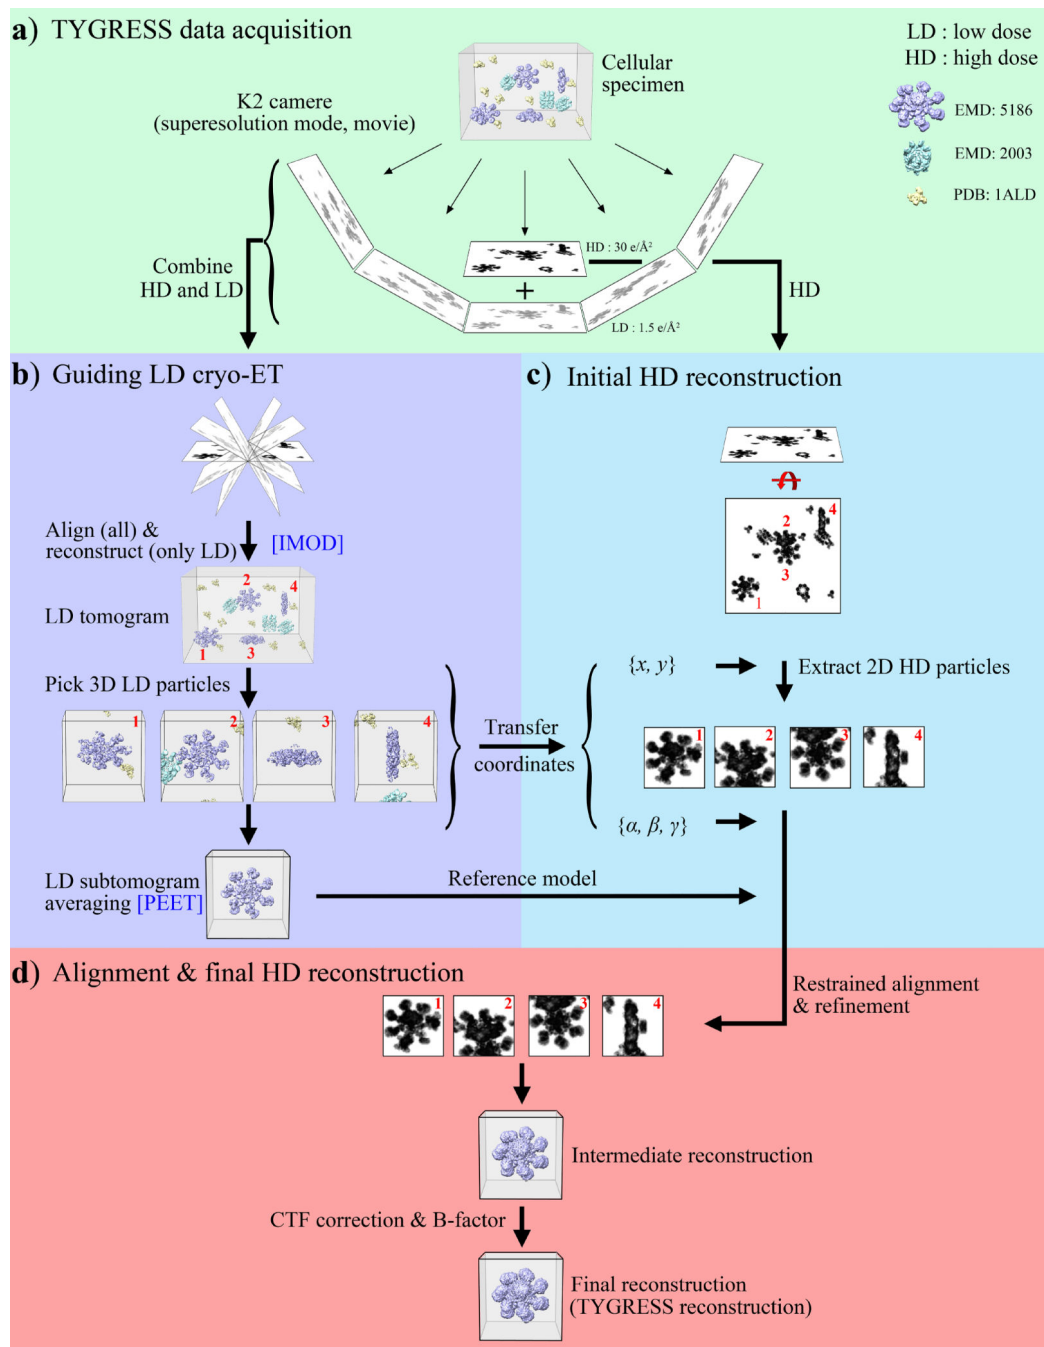 a) TYGRESS data acquisition
LD : low dose
HD : high dose
Cellular
specimen
K2 camere
(superesolution mode, movie)
EMD: 5186
EMD: 2003
PDB: 1ALD
HD : 30 e/Å²
Combine
HD and LD
+
HD
LD : 1.5 e/Å²
b) Guiding LD cryo-ET
Align (all) &
reconstruct (only LD)
[IMOD]
LD tomogram
2
4
1
3
Pick 3D LD particles
1
2
3
4
Transfer
coordinates
LD subtomogram
averaging [PEET]
Reference model
c) Initial HD reconstruction
4
2
3
1
{x, y}
Extract 2D HD particles
1
2
3
4
{α, β, γ}
d) Alignment & final HD reconstruction
Restrained alignment
& refinement
1
2
3
4
Intermediate reconstruction
CTF correction & B-factor
Final reconstruction
(TYGRESS reconstruction)